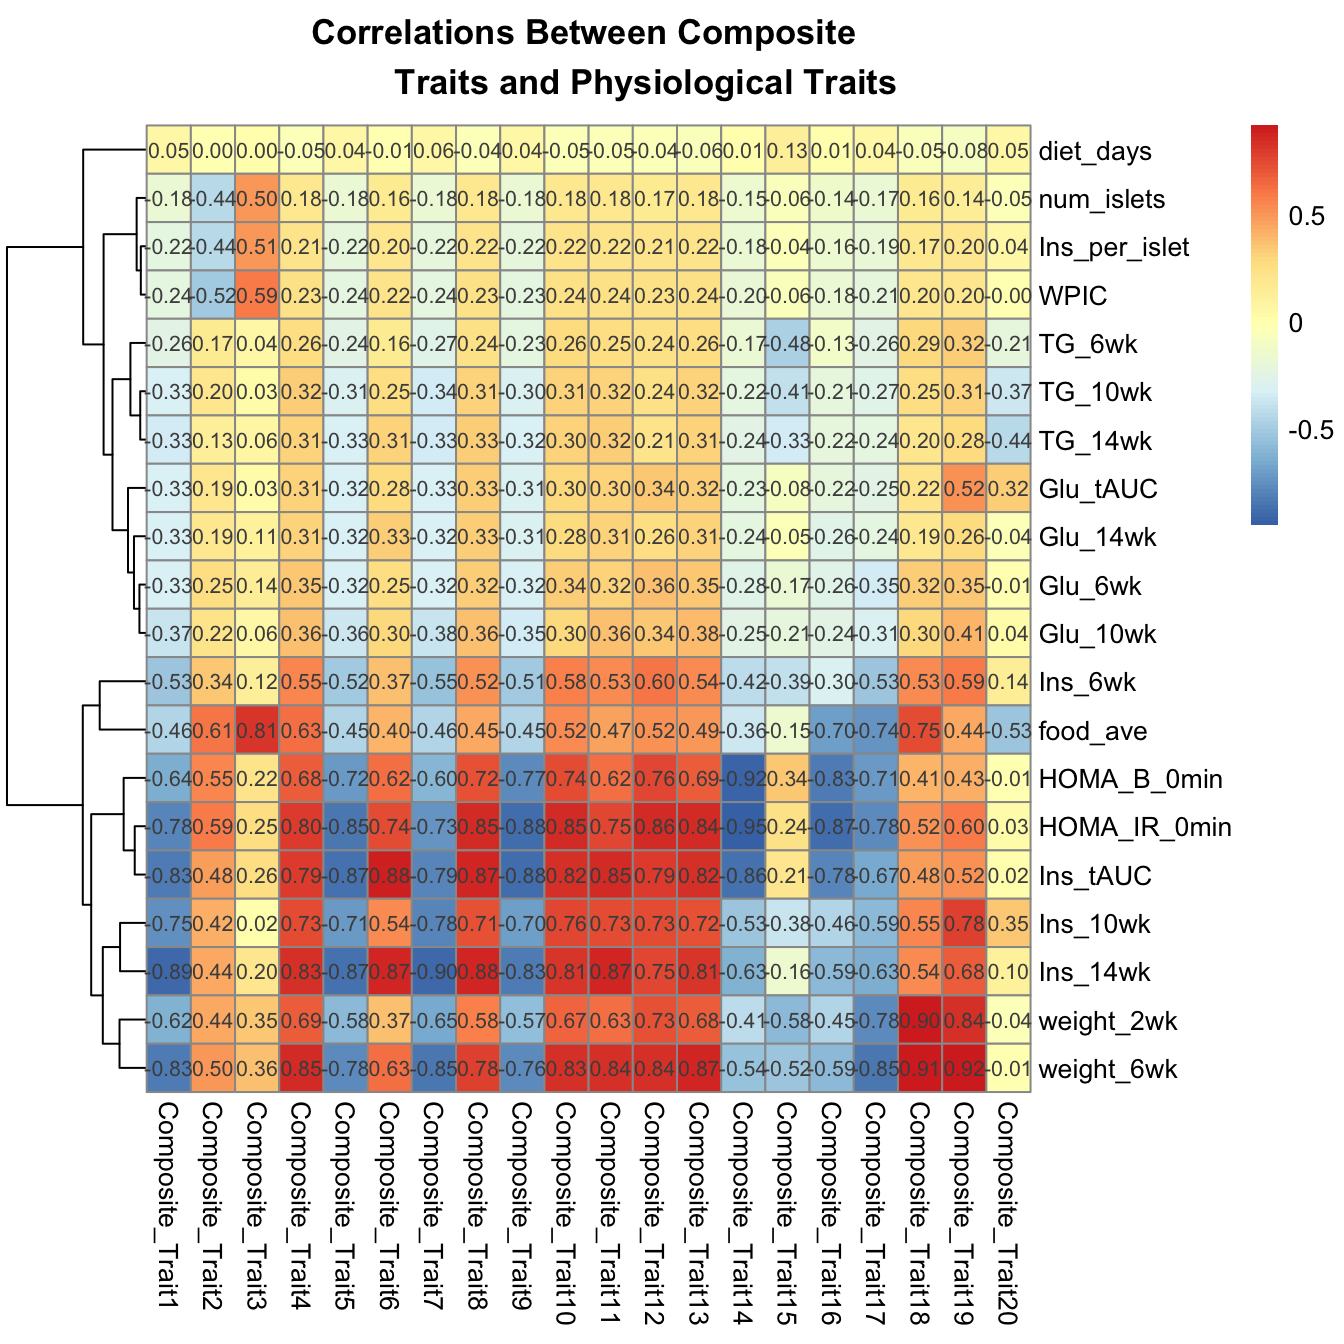 Correlations Between Composite
Traits and Physiological Traits
0.05 0.00 0.00 -0.05 0.04 -0.01 0.06 -0.04 0.04 -0.05 -0.05 -0.04 -0.06 0.01 0.13 0.01 0.04 -0.05 -0.08 0.05 diet_days
-0.18 -0.44 0.50 0.18 -0.18 0.16 -0.18 0.18 -0.18 0.18 0.18 0.17 0.18 -0.15 -0.06 -0.14 -0.17 0.16 0.14 -0.05 num_islets
-0.22 -0.44 0.51 0.21 -0.22 0.20 -0.22 0.22 -0.22 0.22 0.22 0.21 0.22 -0.18 -0.04 -0.16 -0.19 0.17 0.20 0.04 Ins_per_islet
-0.24 -0.52 0.59 0.23 -0.24 0.22 -0.24 0.23 -0.23 0.24 0.24 0.23 0.24 -0.20 -0.06 -0.18 -0.21 0.20 0.20 -0.00 WPIC
-0.26 0.17 0.04 0.26 -0.24 0.16 -0.27 0.24 -0.23 0.26 0.25 0.24 0.26 -0.17 -0.48 -0.13 -0.26 0.29 0.32 -0.21 TG_6wk
-0.33 0.20 0.03 0.32 -0.31 0.25 -0.34 0.31 -0.30 0.31 0.32 0.24 0.32 -0.22 -0.41 -0.21 -0.27 0.25 0.31 -0.37 TG_10wk
-0.33 0.13 0.06 0.31 -0.33 0.31 -0.33 0.33 -0.32 0.30 0.32 0.21 0.31 -0.24 -0.33 -0.22 -0.24 0.20 0.28 -0.44 TG_14wk
-0.33 0.19 0.03 0.31 -0.32 0.28 -0.33 0.33 -0.31 0.30 0.30 0.34 0.32 -0.23 -0.08 -0.22 -0.25 0.22 0.52 0.32 Glu_tAUC
-0.33 0.19 0.11 0.31 -0.32 0.33 -0.32 0.33 -0.31 0.28 0.31 0.26 0.31 -0.24 -0.05 -0.26 -0.24 0.19 0.26 -0.04 Glu_14wk
-0.33 0.25 0.14 0.35 -0.32 0.25 -0.32 0.32 -0.32 0.34 0.32 0.36 0.35 -0.28 -0.17 -0.26 -0.35 0.32 0.35 -0.01 Glu_6wk
-0.37 0.22 0.06 0.36 -0.36 0.30 -0.38 0.36 -0.35 0.30 0.36 0.34 0.38 -0.25 -0.21 -0.24 -0.31 0.30 0.41 0.04 Glu_10wk
-0.53 0.34 0.12 0.55 -0.52 0.37 -0.55 0.52 -0.51 0.58 0.53 0.60 0.54 -0.42 -0.39 -0.30 -0.53 0.53 0.59 0.14 Ins_6wk
-0.46 0.61 0.81 0.63 -0.45 0.40 -0.46 0.45 -0.45 0.52 0.47 0.52 0.49 -0.36 -0.15 -0.70 -0.74 0.75 0.44 -0.53 food_ave
-0.64 0.55 0.22 0.68 -0.72 0.62 -0.60 0.72 -0.77 0.74 0.62 0.76 0.69 -0.92 0.34 -0.83 -0.71 0.41 0.43 -0.01 HOMA_B_0min
-0.78 0.59 0.25 0.80 -0.85 0.74 -0.73 0.85 -0.88 0.85 0.75 0.86 0.84 -0.95 0.24 -0.87 -0.78 0.52 0.60 0.03 HOMA_IR_0min
-0.83 0.48 0.26 0.79 -0.87 0.88 -0.79 0.87 -0.88 0.82 0.85 0.79 0.82 -0.86 0.21 -0.78 -0.67 0.48 0.52 0.02 Ins_tAUC
-0.75 0.42 0.02 0.73 -0.71 0.54 -0.78 0.71 -0.70 0.76 0.73 0.73 0.72 -0.53 -0.38 -0.46 -0.59 0.55 0.78 0.35 Ins_10wk
-0.89 0.44 0.20 0.83 -0.87 0.87 -0.90 0.88 -0.83 0.81 0.87 0.75 0.81 -0.63 -0.16 -0.59 -0.63 0.54 0.68 0.10 Ins_14wk
-0.62 0.44 0.35 0.69 -0.58 0.37 -0.65 0.58 -0.57 0.67 0.63 0.73 0.68 -0.41 -0.58 -0.45 -0.78 0.90 0.84 -0.04 weight_2wk
-0.83 0.50 0.36 0.85 -0.78 0.63 -0.85 0.78 -0.76 0.83 0.84 0.84 0.87 -0.54 -0.52 -0.59 -0.85 0.91 0.92 -0.01 weight_6wk
Composite_Trait1
Composite_Trait2
Composite_Trait3
Composite_Trait4
Composite_Trait5
Composite_Trait6
Composite_Trait7
Composite_Trait8
Composite_Trait9
Composite_Trait10
Composite_Trait11
Composite_Trait12
Composite_Trait13
Composite_Trait14
Composite_Trait15
Composite_Trait16
Composite_Trait17
Composite_Trait18
Composite_Trait19
Composite_Trait20
0.5
0
-0.5